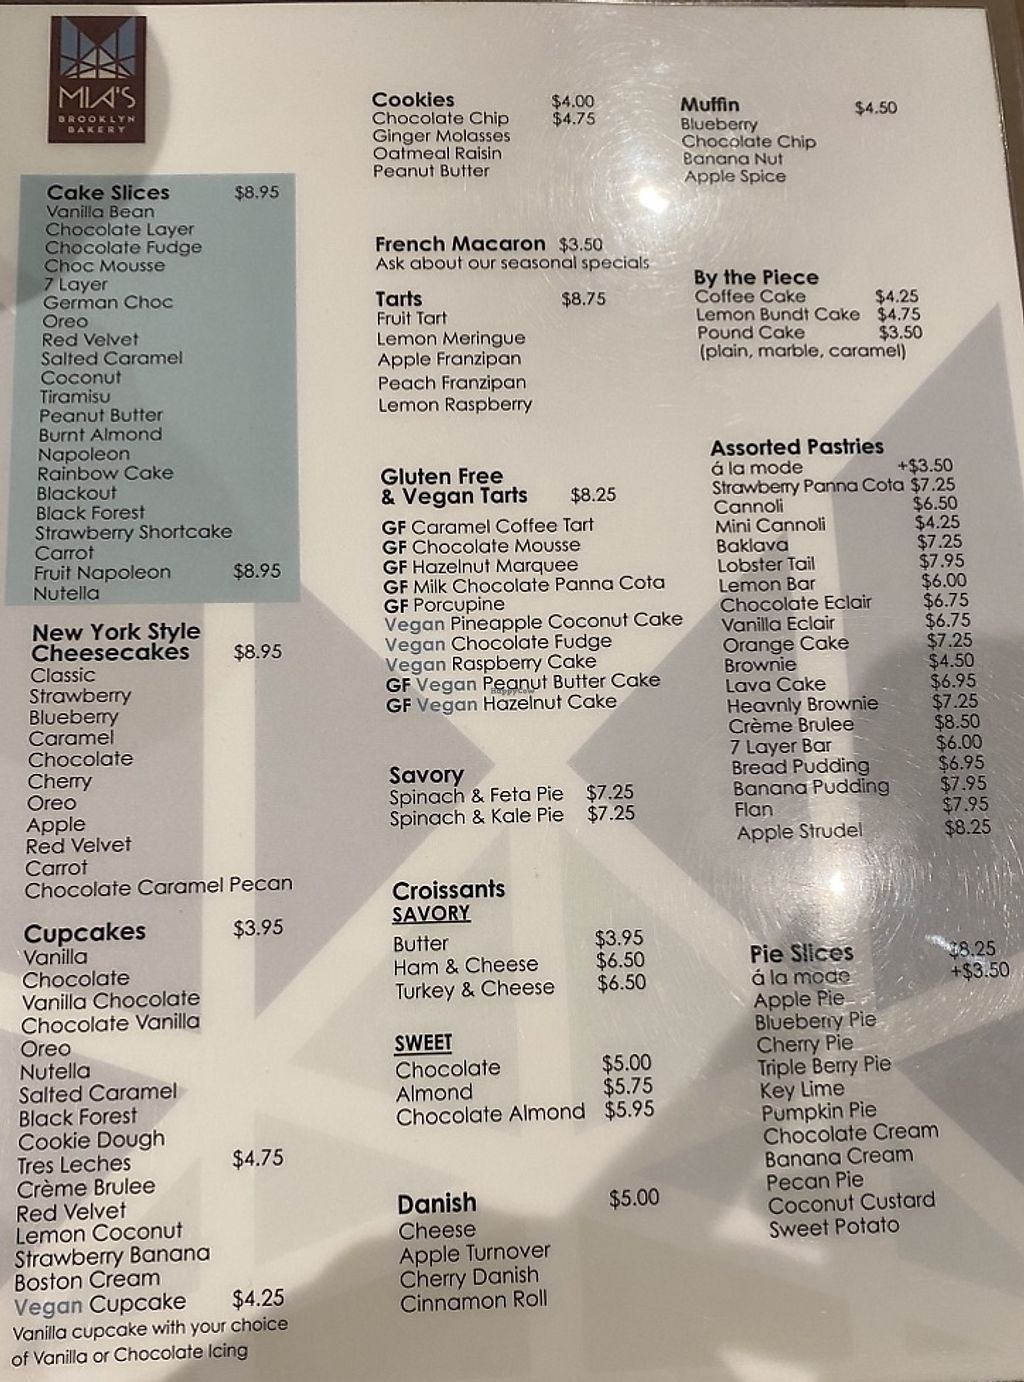 MIA'S
BROOKLYN
BAKERY
Cake Slices $8.95
Vanilla Bean
Chocolate Layer
Chocolate Fudge
Choc Mousse
7 Layer
German Choc
Oreo
Red Velvet
Salted Caramel
Coconut
Tiramisu
Peanut Butter
Burnt Almond
Napoleon
Rainbow Cake
Blackout
Black Forest
Strawberry Shortcake
Carrot
Fruit Napoleon $8.95
Nutella
New York Style
Cheesecakes $8.95
Classic
Strawberry
Blueberry
Caramel
Chocolate
Cherry
Oreo
Apple
Red Velvet
Carrot
Chocolate Caramel Pecan
Cupcakes $3.95
Vanilla
Chocolate
Vanilla Chocolate
Chocolate Vanilla
Oreo
Nutella
Salted Caramel
Black Forest
Cookie Dough
Tres Leches $4.75
Crème Brulee
Red Velvet
Lemon Coconut
Strawberry Banana
Boston Cream
Vegan Cupcake $4.25
Vanilla cupcake with your choice
of Vanilla or Chocolate Icing
Cookies $4.00
Chocolate Chip $4.75
Ginger Molasses
Oatmeal Raisin
Peanut Butter
French Macaron $3.50
Ask about our seasonal specials
Tarts $8.75
Fruit Tart
Lemon Meringue
Apple Franzipan
Peach Franzipan
Lemon Raspberry
Gluten Free
& Vegan Tarts $8.25
GF Caramel Coffee Tart
GF Chocolate Mousse
GF Hazelnut Marquee
GF Milk Chocolate Panna Cota
GF Porcupine
Vegan Pineapple Coconut Cake
Vegan Chocolate Fudge
Vegan Raspberry Cake
GF Vegan Peanut Butter Cake
HappyCow
GF Vegan Hazelnut Cake
Savory
Spinach & Feta Pie $7.25
Spinach & Kale Pie $7.25
Croissants
SAVORY
Butter $3.95
Ham & Cheese $6.50
Turkey & Cheese $6.50
SWEET
Chocolate $5.00
Almond $5.75
Chocolate Almond $5.95
Danish $5.00
Cheese
Apple Turnover
Cherry Danish
Cinnamon Roll
Muffin $4.50
Blueberry
Chocolate Chip
Banana Nut
Apple Spice
By the Piece
Coffee Cake $4.25
Lemon Bundt Cake $4.75
Pound Cake $3.50
(plain, marble, caramel)
Assorted Pastries
á la mode +$3.50
Strawberry Panna Cota $7.25
Cannoli $6.50
Mini Cannoli $4.25
Baklava $7.25
Lobster Tail $7.95
Lemon Bar $6.00
Chocolate Eclair $6.75
Vanilla Eclair $6.75
Orange Cake $7.25
Brownie $4.50
Lava Cake $6.95
Heavnly Brownie $7.25
Crème Brulee $8.50
7 Layer Bar $6.00
Bread Pudding $6.95
Banana Pudding $7.95
Flan $7.95
Apple Strudel $8.25
Pie Slices $8.25
á la mode +$3.50
Apple Pie
Blueberry Pie
Cherry Pie
Triple Berry Pie
Key Lime
Pumpkin Pie
Chocolate Cream
Banana Cream
Pecan Pie
Coconut Custard
Sweet Potato